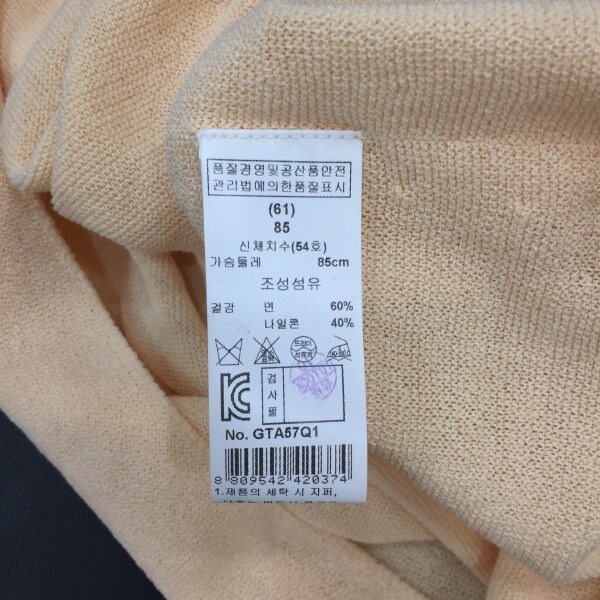 품질경영및공산품안전
관리법에의한품질표시
(61)
85
신체치수(54호)
가슴둘레 85cm
조성섬유
겉감 면 60%
나일론 40%
드라이
검사필
No. GTA57Q1
8 809542 420374
1.제품의 세탁 시 지퍼,